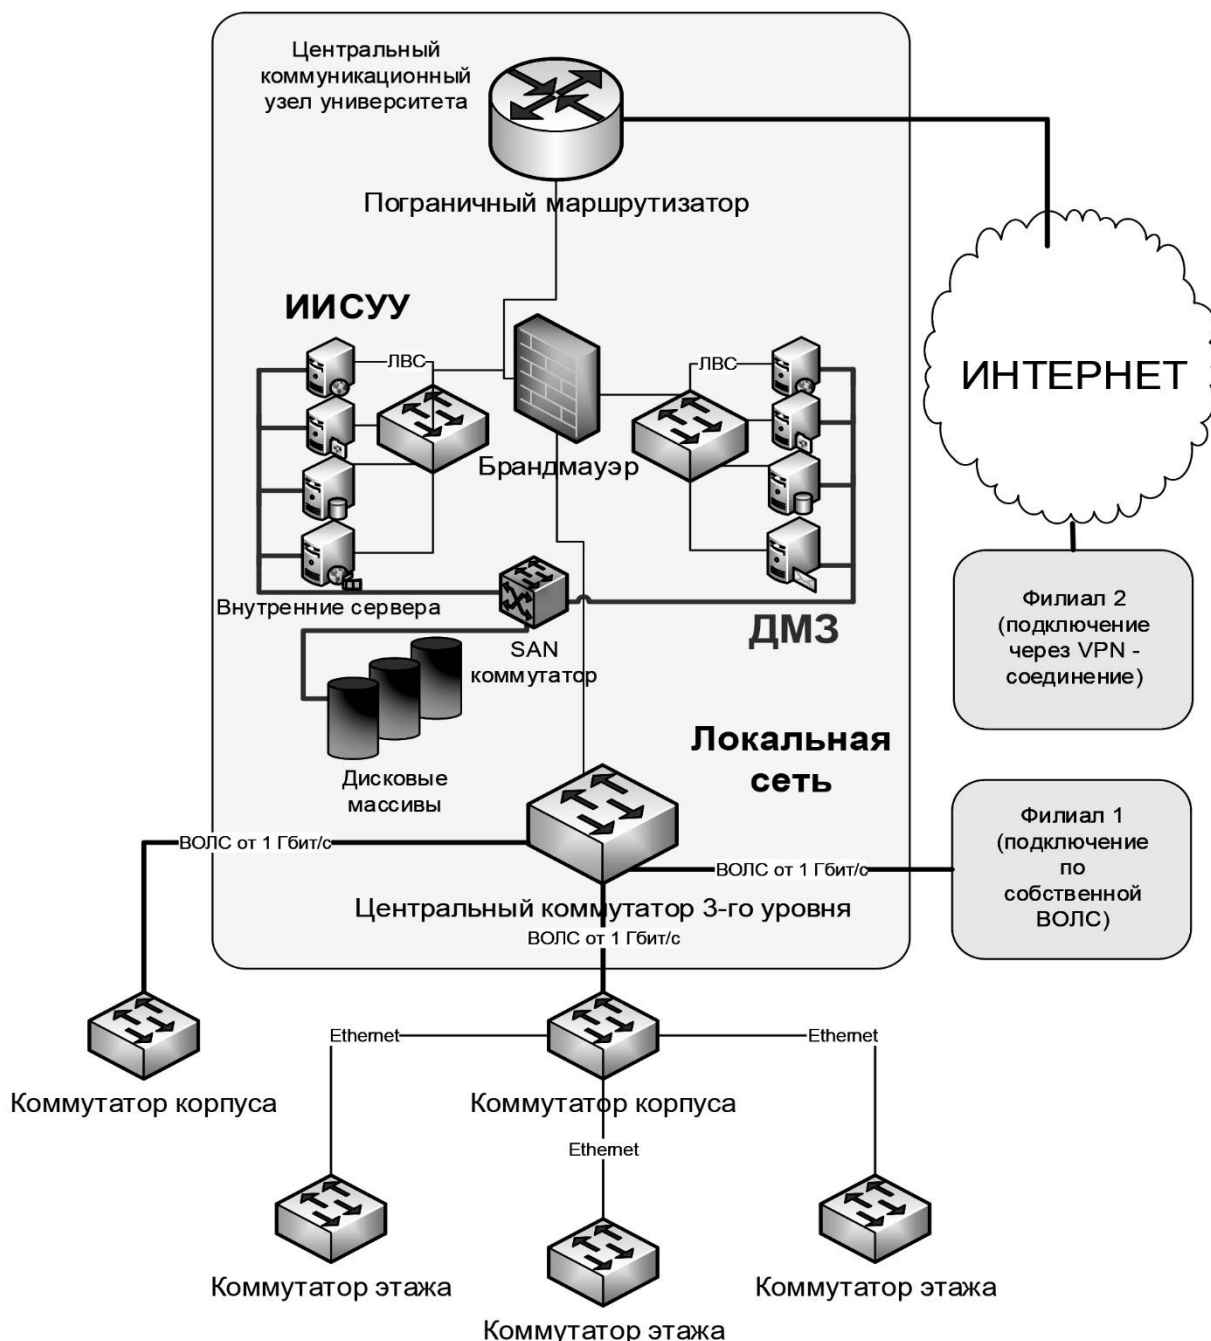 Центральный
коммуникационный
узел университета
Пограничный маршрутизатор
ИИСУУ
ЛВС
ЛВС
ИНТЕРНЕТ
Брандмауэр
Внутренние сервера
SAN
коммутатор
ДМЗ
Филиал 2
(подключение
через VPN -
соединение)
Дисковые
массивы
Локальная
сеть
Филиал 1
(подключение
по
собственной
ВОЛС)
ВОЛС от 1 Гбит/с
ВОЛС от 1 Гбит/с
Центральный коммутатор 3-го уровня
ВОЛС от 1 Гбит/с
Ethernet
Ethernet
Коммутатор корпуса
Коммутатор корпуса
Ethernet
Коммутатор этажа
Коммутатор этажа
Коммутатор этажа